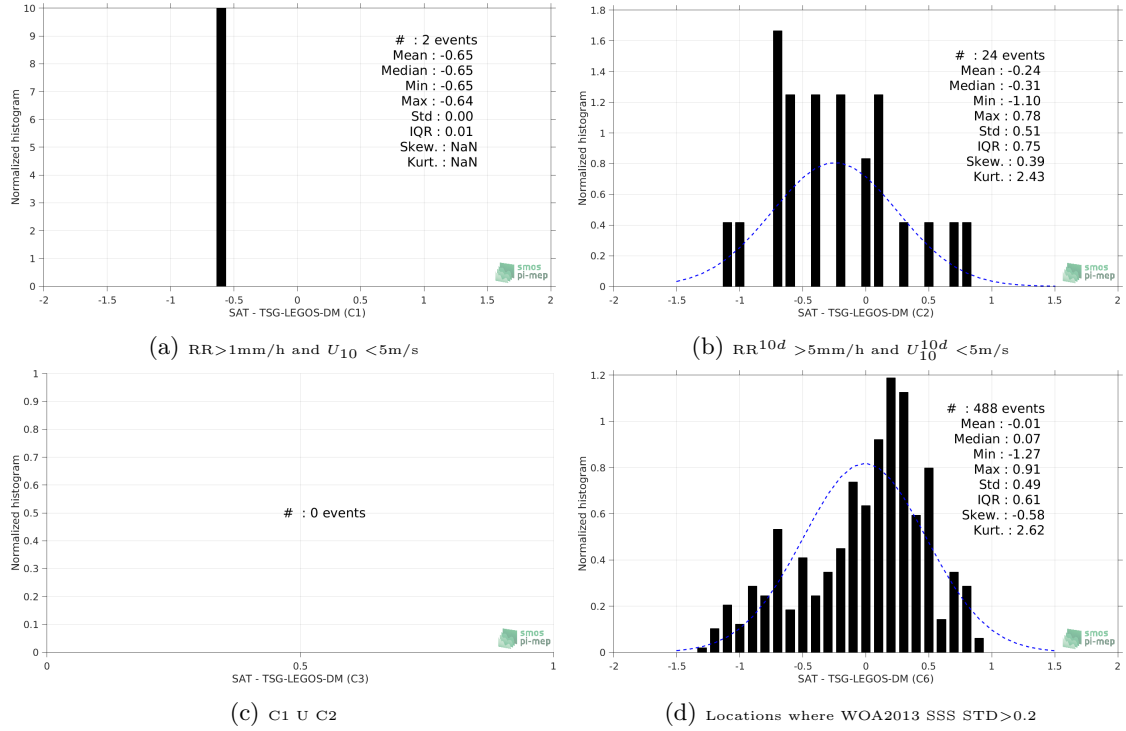 10
9
8
7
6
5
4
3
2
1
0
Normalized histogram
-2 -1.5 -1 -0.5 0 0.5 1 1.5 2
SAT - TSG-LEGOS-DM (C1)
# : 2 events
Mean : -0.65
Median : -0.65
Min : -0.65
Max : -0.64
Std : 0.00
IQR : 0.01
Skew. : NaN
Kurt. : NaN
smos
pi-mep
(a) RR>1mm/h and U10 <5m/s
1.8
1.6
1.4
1.2
1
0.8
0.6
0.4
0.2
0
Normalized histogram
-2 -1.5 -1 -0.5 0 0.5 1 1.5 2
SAT - TSG-LEGOS-DM (C2)
# : 24 events
Mean : -0.24
Median : -0.31
Min : -1.10
Max : 0.78
Std : 0.51
IQR : 0.75
Skew. : 0.39
Kurt. : 2.43
smos
pi-mep
(b) RR^10d >5mm/h and U_10^10d <5m/s
1
0.9
0.8
0.7
0.6
0.5
0.4
0.3
0.2
0.1
0
Normalized histogram
0 0.5 1
SAT - TSG-LEGOS-DM (C3)
# : 0 events
smos
pi-mep
(c) C1 U C2
1.2
1
0.8
0.6
0.4
0.2
0
Normalized histogram
-2 -1.5 -1 -0.5 0 0.5 1 1.5 2
SAT - TSG-LEGOS-DM (C6)
# : 488 events
Mean : -0.01
Median : 0.07
Min : -1.27
Max : 0.91
Std : 0.49
IQR : 0.61
Skew. : -0.58
Kurt. : 2.62
smos
pi-mep
(d) Locations where WOA2013 SSS STD>0.2